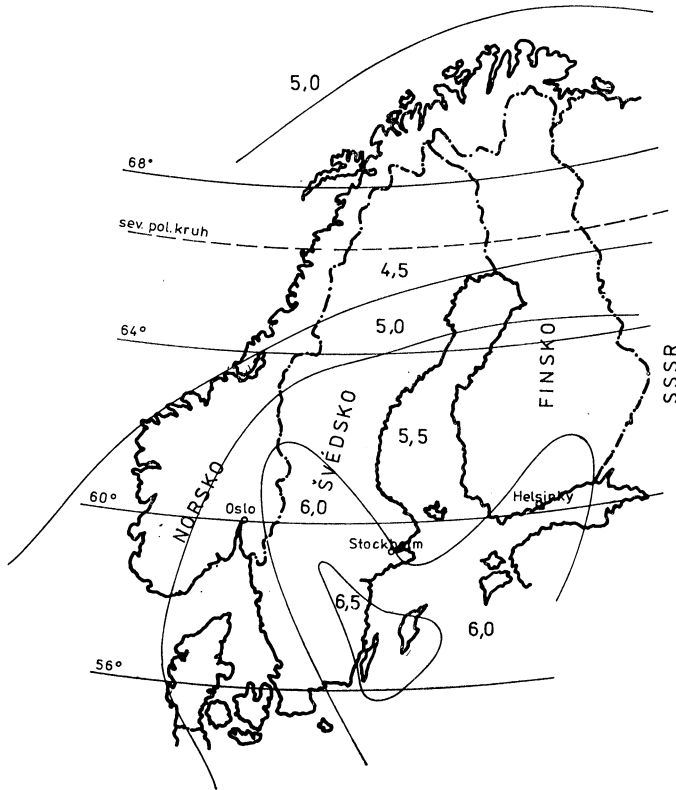 5,0
68°
sev. pol. kruh
4,5
5,0
64°
FINSKO
SSSR
ŠVÉDSKO
5,5
NORSKO
60°
Oslo
6,0
Helsinky
Stockholm
6,5
6,0
56°